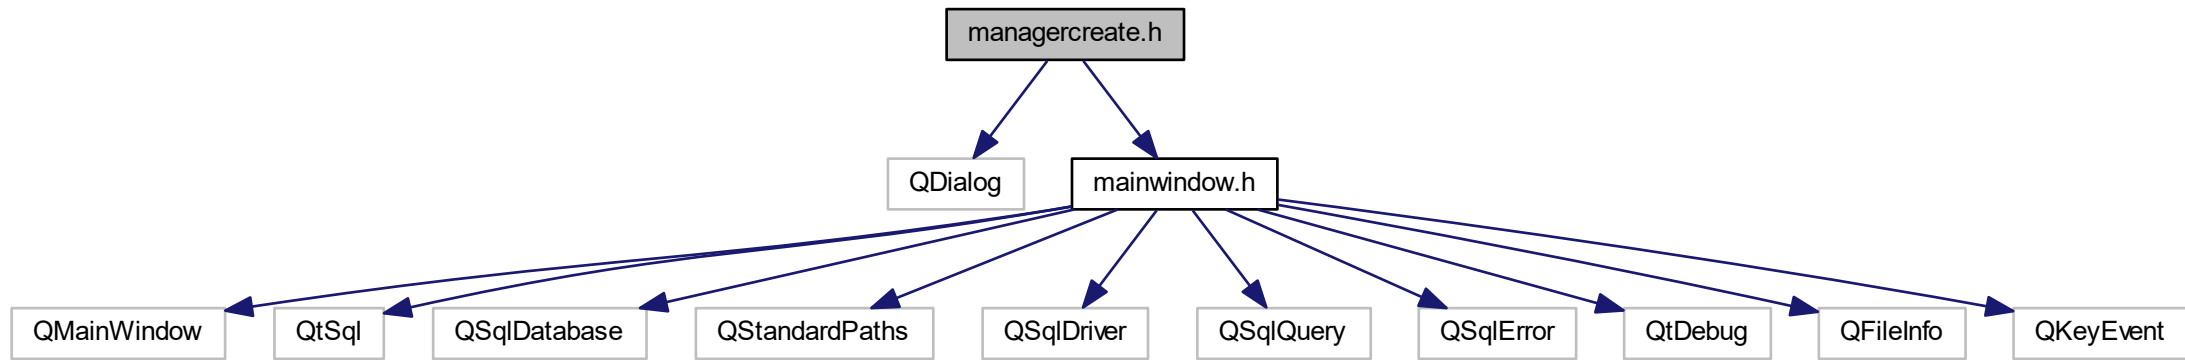 managercreate.h
QDialog
mainwindow.h
QMainWindow
QtSql
QSqlDatabase
QStandardPaths
QSqlDriver
QSqlQuery
QSqlError
QtDebug
QFileInfo
QKeyEvent